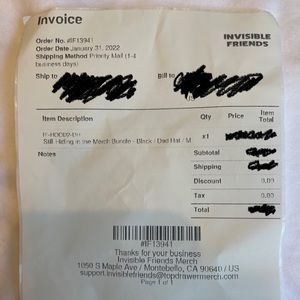 Invoice
INVISIBLE
FRIENDS
Order No. #IF13941
Order Date January 31, 2022
Shipping Method Priority Mail (1-4
business days)
Ship to
Bill to
Item Description
Qty
Price
Item
Total
Still Hiding in the Merch Bundle - Black / Dad Hat / M
x1
Notes
Subtotal
Shipping
Discount
0.00
Tax
0.00
Total
#IF13941
Thanks for your business
Invisible Friends Merch
1050 S Maple Ave / Montebello, CA 90640 / US
support.invisiblefriends@topdrawermerch.com
Page 1 of 1